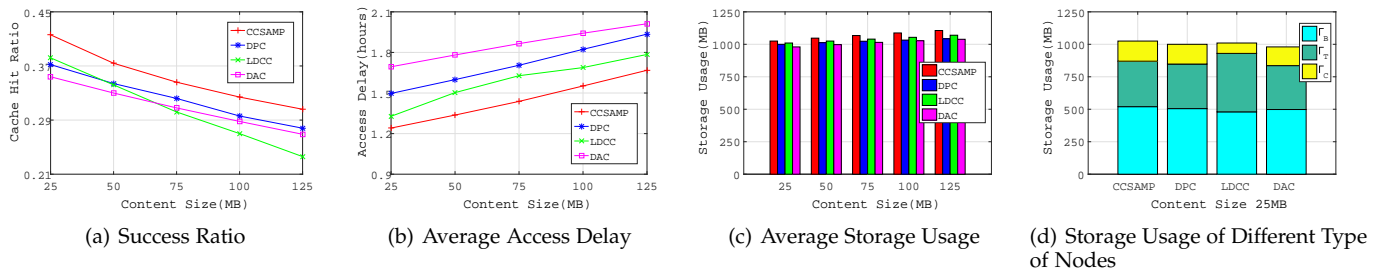 0.45
0.37
0.29
0.21
Cache Hit Ratio
25 50 75 100 125
Content Size(MB)
CCSAMP
DPC
LDCC
DAC
(a) Success Ratio
2.1
1.8
1.5
1.2
0.9
Access Delay(hours)
25 50 75 100 125
Content Size(MB)
CCSAMP
DPC
LDCC
DAC
(b) Average Access Delay
1250
1000
750
500
250
0
Storage Usage(MB)
25 50 75 100 125
Content Size(MB)
CCSAMP
DPC
LDCC
DAC
(c) Average Storage Usage
1250
1000
750
500
250
0
Storage Usage(MB)
CCSAMP DPC LDCC DAC
Content Size 25MB
Γ_B
Γ_T
Γ_C
(d) Storage Usage of Different Type
of Nodes